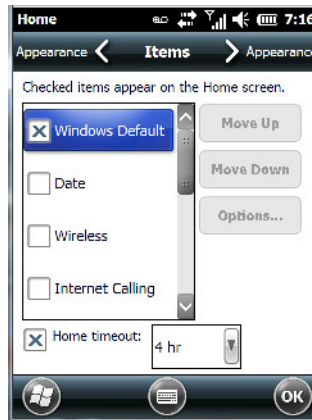 Home 7:16
Appearance Items Appearanc
Checked items appear on the Home screen.
Windows Default
Move Up
Date
Move Down
Wireless
Options...
Internet Calling
Home timeout: 4 hr
OK